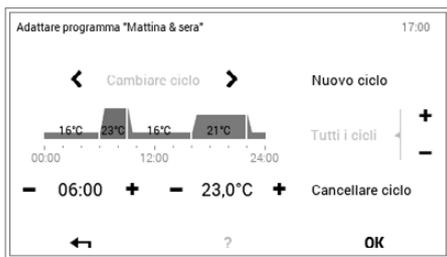 Adattare programma "Mattina & sera" 17:00
< Cambiare ciclo > Nuovo ciclo
16°C 23°C 16°C 21°C
Tutti i cicli + −
00:00 12:00 24:00
− 06:00 + − 23,0°C + Cancellare ciclo
? OK